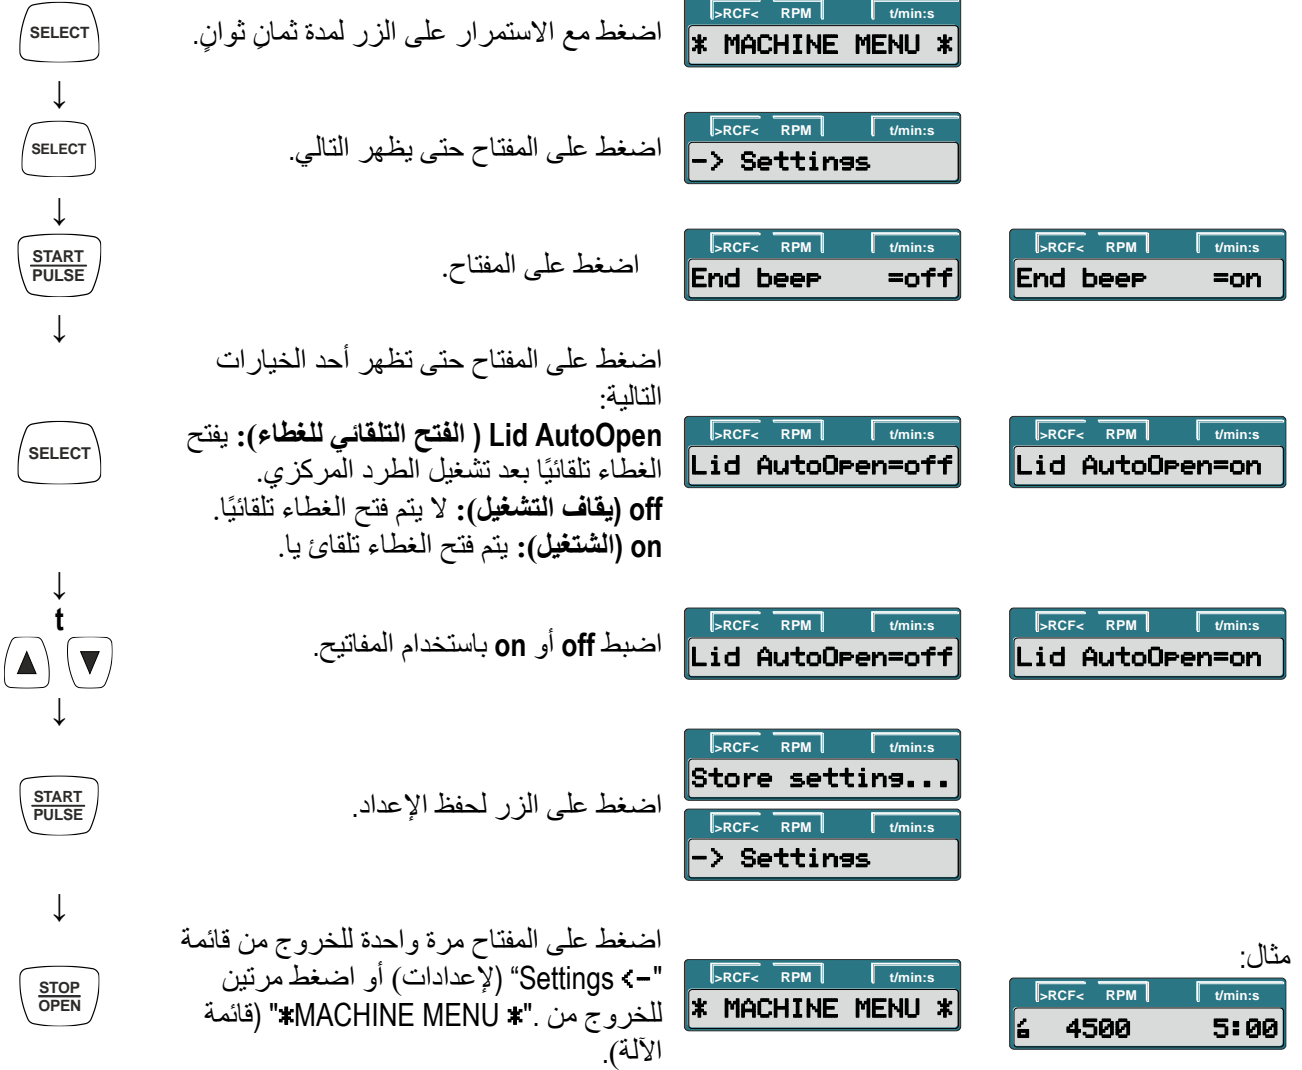 SELECT
اضغط مع الاستمرار على الزر لمدة ثمانِ ثوانٍ.
>RCF< RPM t/min:s
* MACHINE MENU *
↓
SELECT
اضغط على المفتاح حتى يظهر التالي.
>RCF< RPM t/min:s
-> Settings
↓
START
PULSE
اضغط على المفتاح.
>RCF< RPM t/min:s
End beep =off
>RCF< RPM t/min:s
End beep =on
↓
SELECT
اضغط على المفتاح حتى تظهر أحد الخيارات
التالية:
Lid AutoOpen ( الفتح التلقائي للغطاء): يفتح
الغطاء تلقائيًا بعد تشغيل الطرد المركزي.
off (يقاف التشغيل): لا يتم فتح الغطاء تلقائيًا.
on (الشتغيل): يتم فتح الغطاء تلقائ يا.
>RCF< RPM t/min:s
Lid AutoOpen=off
>RCF< RPM t/min:s
Lid AutoOpen=on
↓
t
▲ ▼
اضبط off أو on باستخدام المفاتيح.
>RCF< RPM t/min:s
Lid AutoOpen=off
>RCF< RPM t/min:s
Lid AutoOpen=on
↓
START
PULSE
اضغط على الزر لحفظ الإعداد.
>RCF< RPM t/min:s
Store setting...
>RCF< RPM t/min:s
-> Settings
↓
STOP
OPEN
اضغط على المفتاح مرة واحدة للخروج من قائمة
"-> Settings“ (لإعدادات) أو اضغط مرتين
للخروج من ."* MACHINE MENU*" (قائمة
الآلة).
>RCF< RPM t/min:s
* MACHINE MENU *
مثال:
>RCF< RPM t/min:s
4500 5:00